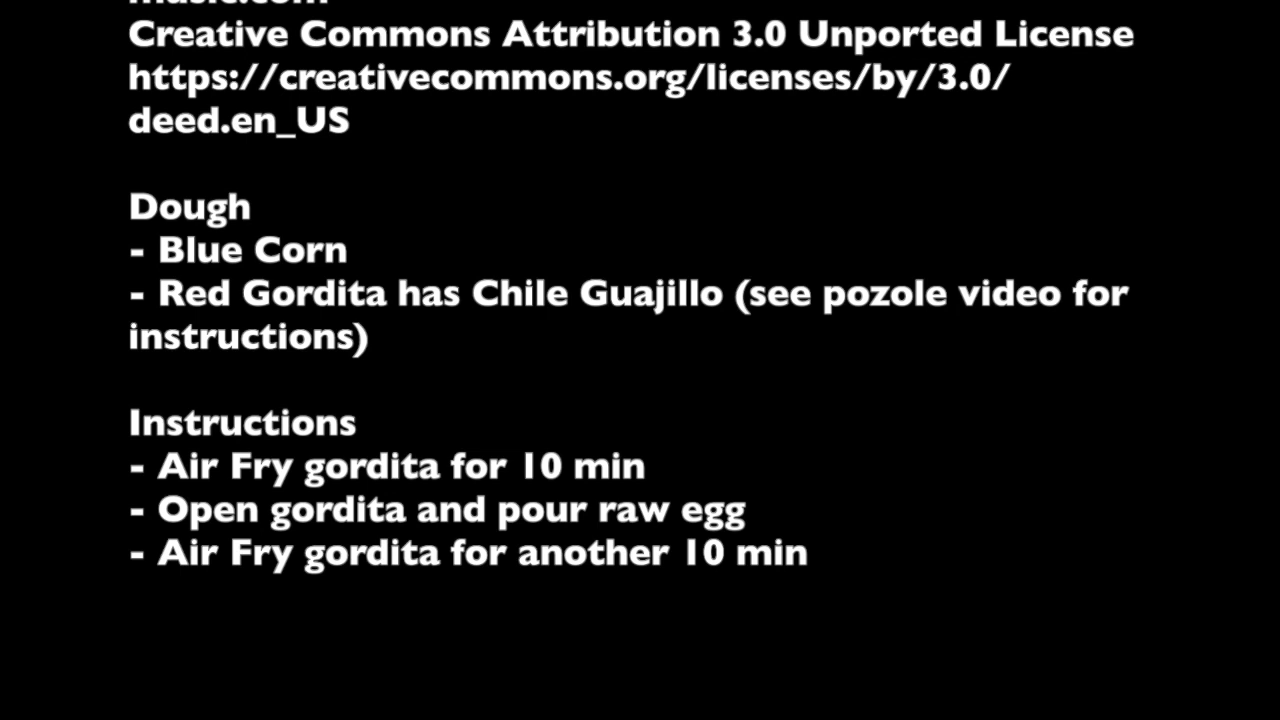 music.com
Creative Commons Attribution 3.0 Unported License
https://creativecommons.org/licenses/by/3.0/
deed.en_US
Dough
- Blue Corn
- Red Gordita has Chile Guajillo (see pozole video for
instructions)
Instructions
- Air Fry gordita for 10 min
- Open gordita and pour raw egg
- Air Fry gordita for another 10 min